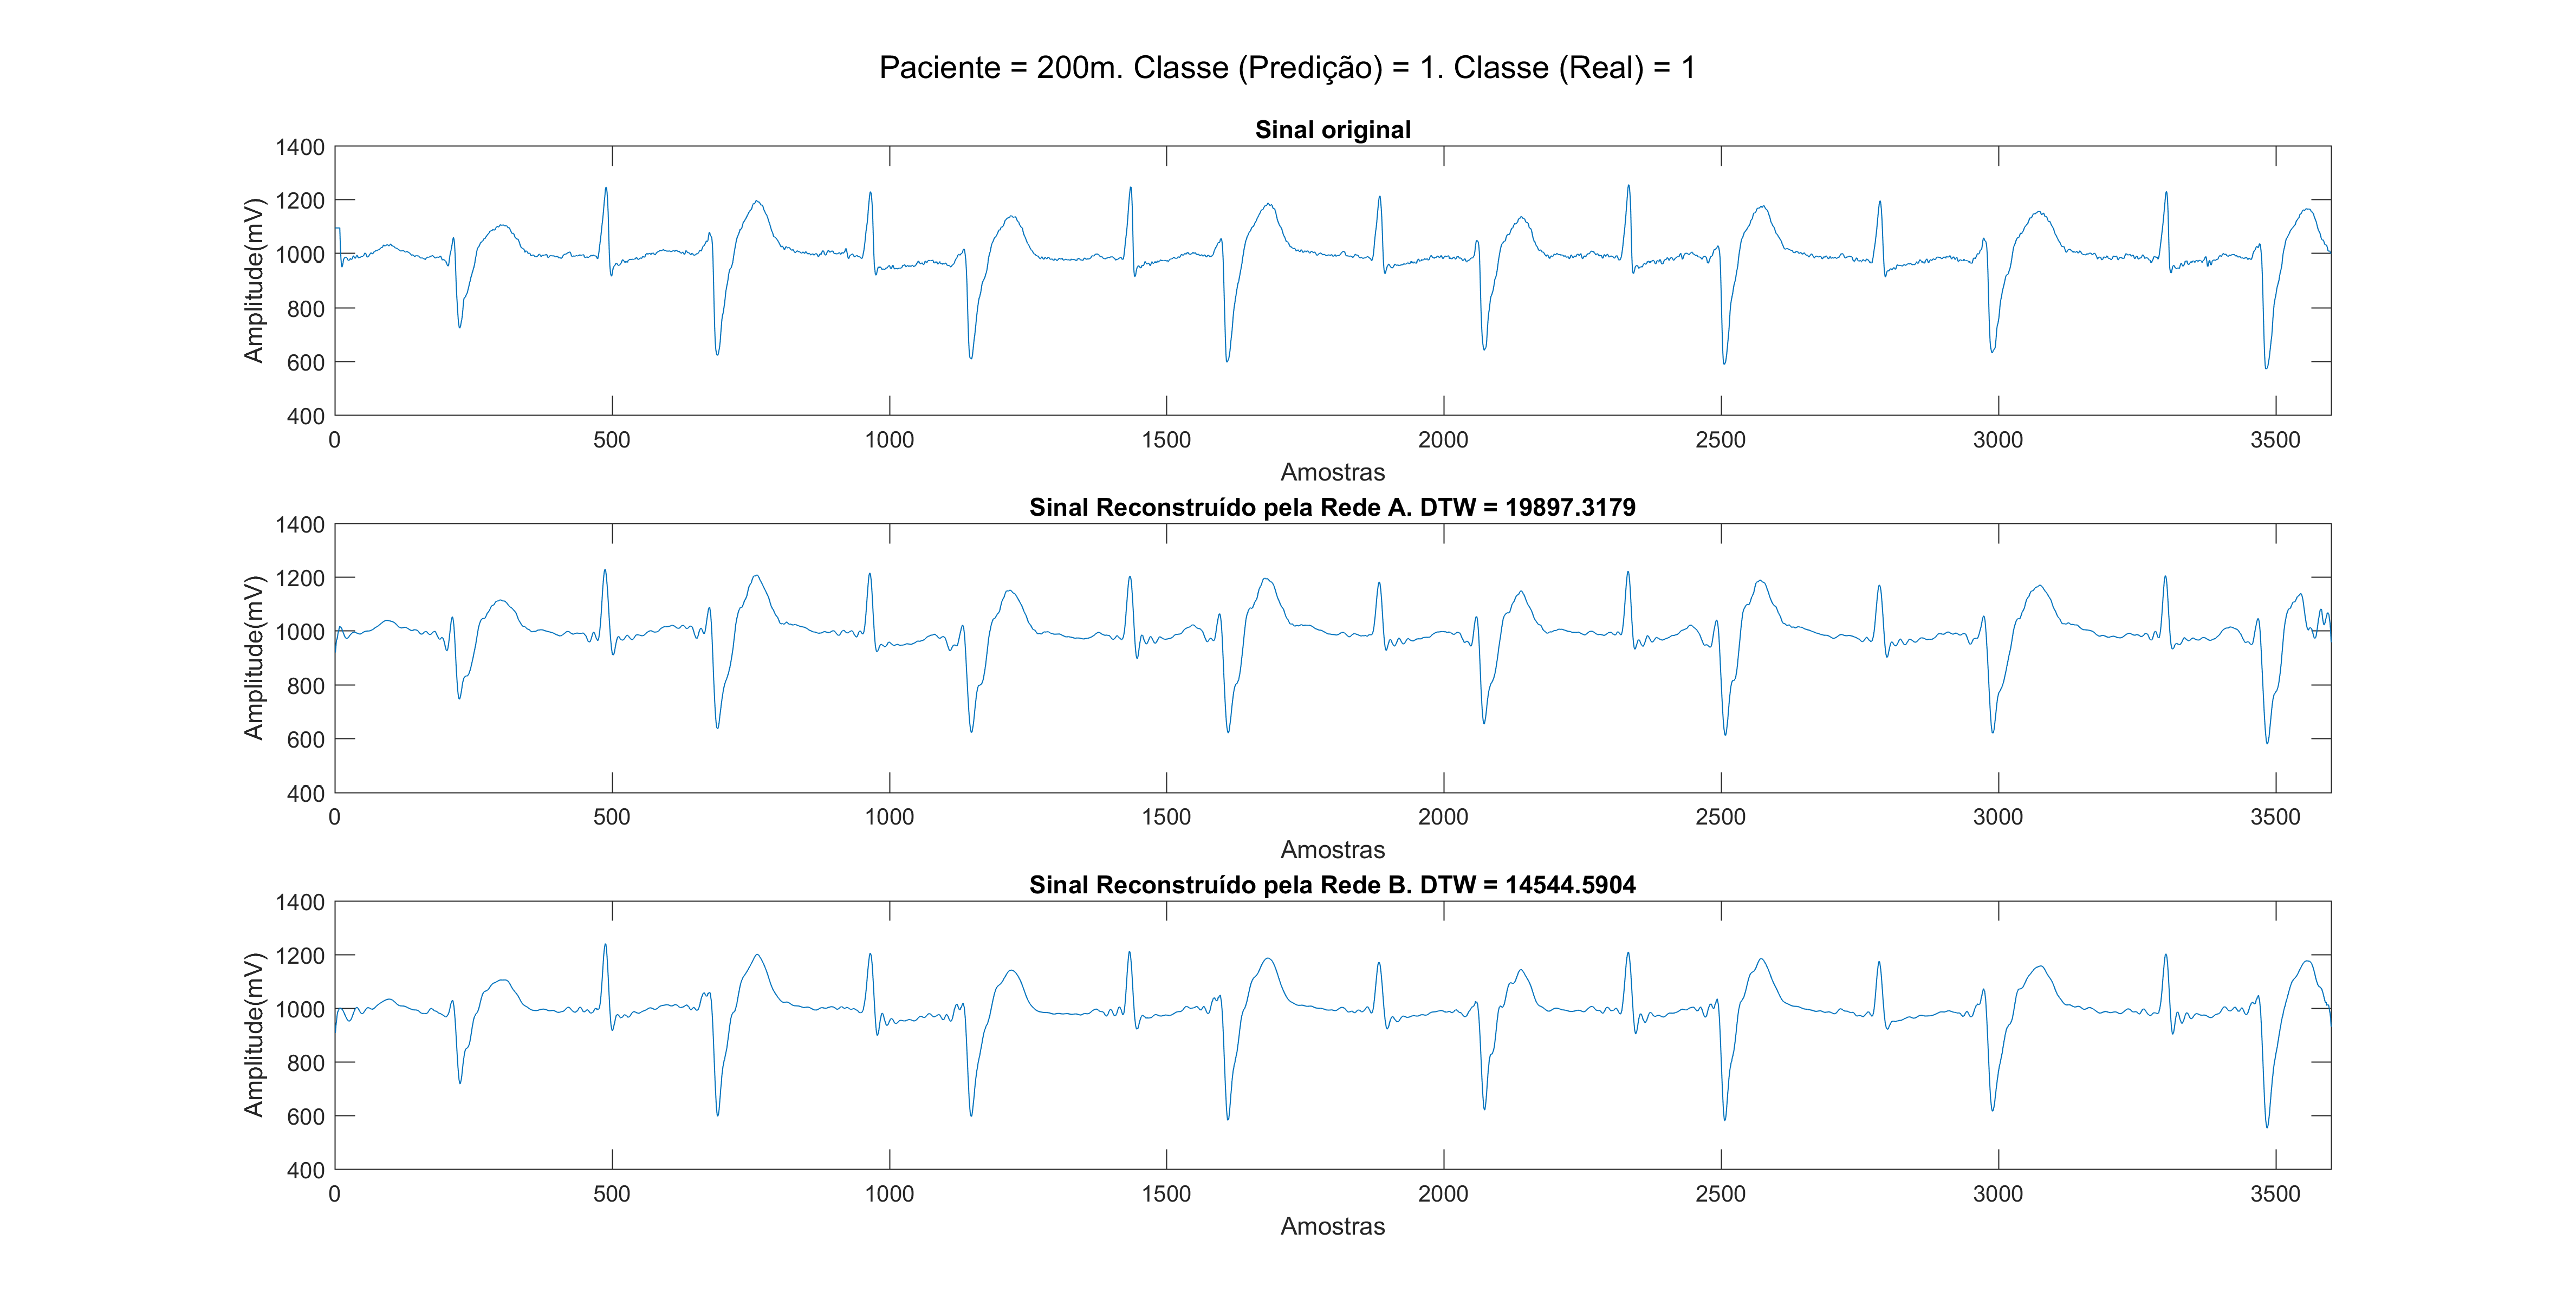 Paciente = 200m. Classe (Predição) = 1. Classe (Real) = 1
Sinal original
1400
1200
1000
800
600
400
Amplitude(mV)
0 500 1000 1500 2000 2500 3000 3500
Amostras
Sinal Reconstruído pela Rede A. DTW = 19897.3179
1400
1200
1000
800
600
400
Amplitude(mV)
0 500 1000 1500 2000 2500 3000 3500
Amostras
Sinal Reconstruído pela Rede B. DTW = 14544.5904
1400
1200
1000
800
600
400
Amplitude(mV)
0 500 1000 1500 2000 2500 3000 3500
Amostras